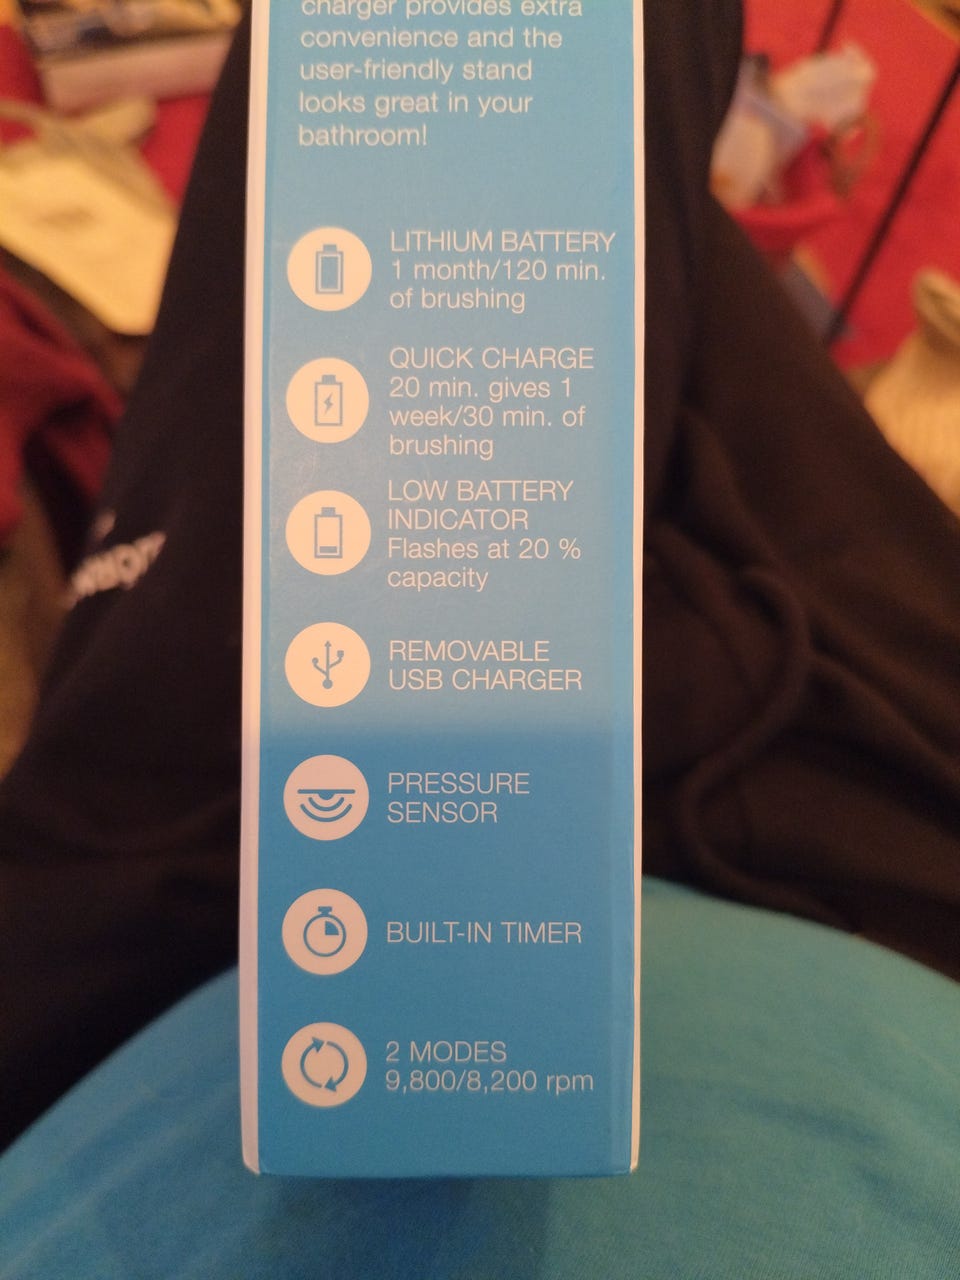 charger provides extra
convenience and the
user-friendly stand
looks great in your
bathroom!
LITHIUM BATTERY
1 month/120 min.
of brushing
QUICK CHARGE
20 min. gives 1
week/30 min. of
brushing
LOW BATTERY
INDICATOR
Flashes at 20 %
capacity
REMOVABLE
USB CHARGER
PRESSURE
SENSOR
BUILT-IN TIMER
2 MODES
9,800/8,200 rpm